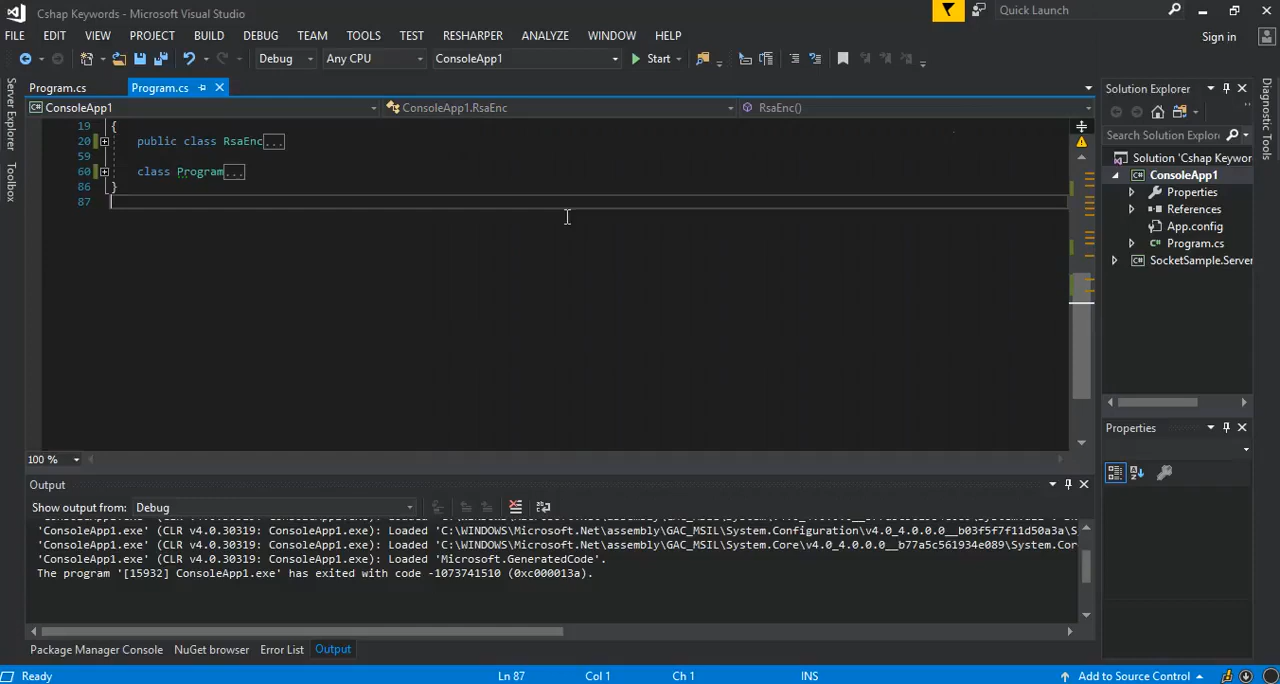 Cshap Keywords - Microsoft Visual Studio
Quick Launch
FILE EDIT VIEW PROJECT BUILD DEBUG TEAM TOOLS TEST RESHARPER ANALYZE WINDOW HELP
Sign in
Debug Any CPU ConsoleApp1 Start
Server Explorer
Toolbox
Program.cs Program.cs
ConsoleApp1 ConsoleApp1.RsaEnc RsaEnc()
19 {
20 public class RsaEnc...
59
60 class Program...
86 }
87
100 %
Solution Explorer
Search Solution Explorer
Solution 'Cshap Keywor
ConsoleApp1
Properties
References
App.config
Program.cs
SocketSample.Server
Properties
Diagnostic Tools
Output
Show output from: Debug
'ConsoleApp1.exe' (CLR v4.0.30319: ConsoleApp1.exe): Loaded 'C:\WINDOWS\Microsoft.Net\assembly\GAC_MSIL\System.Configuration\v4.0_4.0.0.0__b03f5f7f11d50a3a\S
'ConsoleApp1.exe' (CLR v4.0.30319: ConsoleApp1.exe): Loaded 'C:\WINDOWS\Microsoft.Net\assembly\GAC_MSIL\System.Core\v4.0_4.0.0.0__b77a5c561934e089\System.Cor
'ConsoleApp1.exe' (CLR v4.0.30319: ConsoleApp1.exe): Loaded 'Microsoft.GeneratedCode'.
The program '[15932] ConsoleApp1.exe' has exited with code -1073741510 (0xc000013a).
Package Manager Console NuGet browser Error List Output
Ready Ln 87 Col 1 Ch 1 INS Add to Source Control